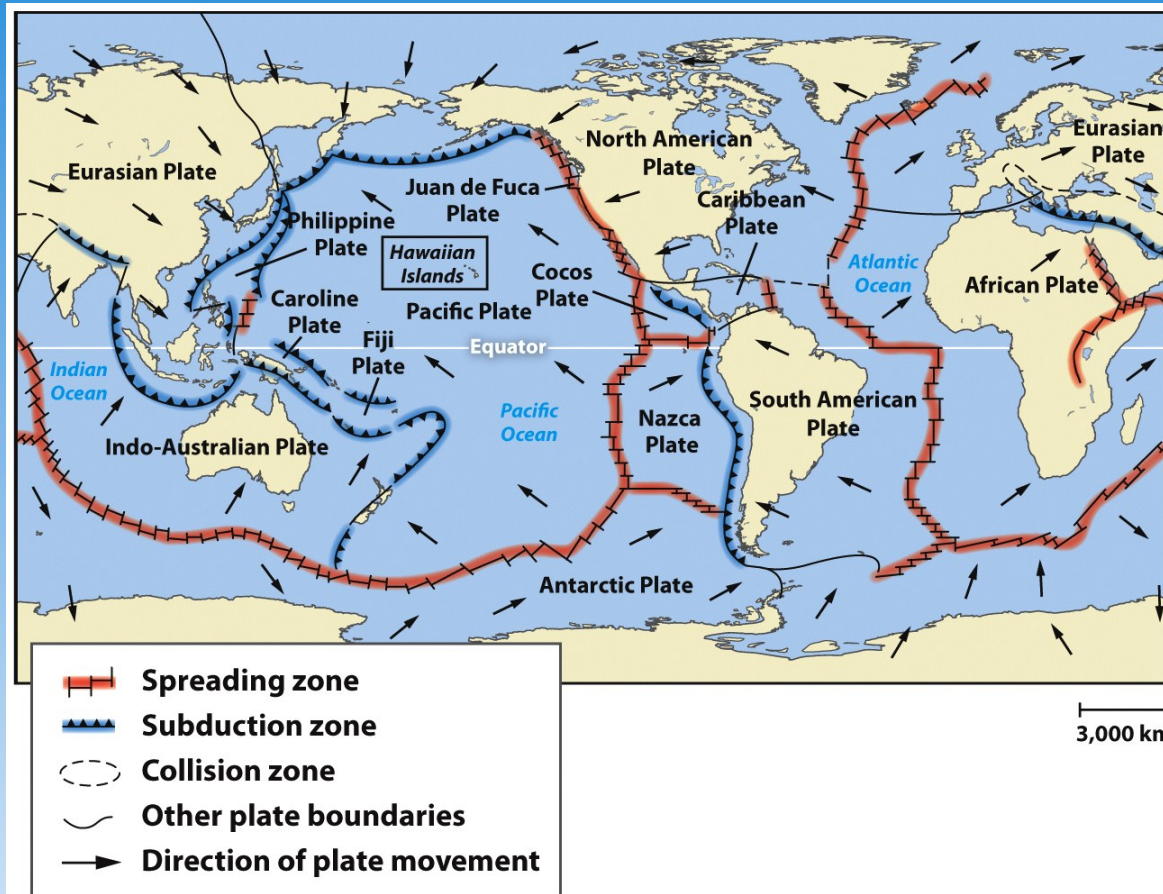 North American
Plate
Eurasian
Plate
Eurasian Plate
Juan de Fuca
Plate
Caribbean
Plate
Philippine
Plate
Hawaiian
Islands
Cocos
Plate
Atlantic
Ocean
African Plate
Caroline
Plate
Pacific Plate
Fiji
Plate
Equator
Indian
Ocean
Pacific
Ocean
Nazca
Plate
South American
Plate
Indo-Australian Plate
Antarctic Plate
Spreading zone
Subduction zone
Collision zone
Other plate boundaries
Direction of plate movement
3,000 km